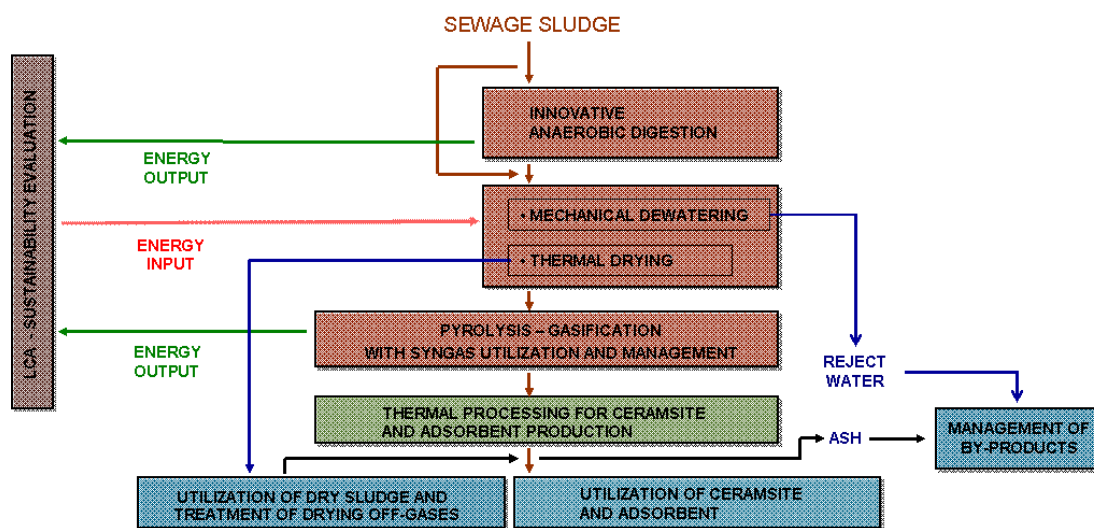 SEWAGE SLUDGE
LCA - SUSTAINABILITY EVALUATION
INNOVATIVE
ANAEROBIC DIGESTION
ENERGY
OUTPUT
• MECHANICAL DEWATERING
ENERGY
INPUT
• THERMAL DRYING
PYROLYSIS – GASIFICATION
WITH SYNGAS UTILIZATION AND MANAGEMENT
ENERGY
OUTPUT
REJECT
WATER
THERMAL PROCESSING FOR CERAMSITE
AND ADSORBENT PRODUCTION
ASH
MANAGEMENT OF
BY-PRODUCTS
UTILIZATION OF DRY SLUDGE AND
TREATMENT OF DRYING OFF-GASES
UTILIZATION OF CERAMSITE
AND ADSORBENT